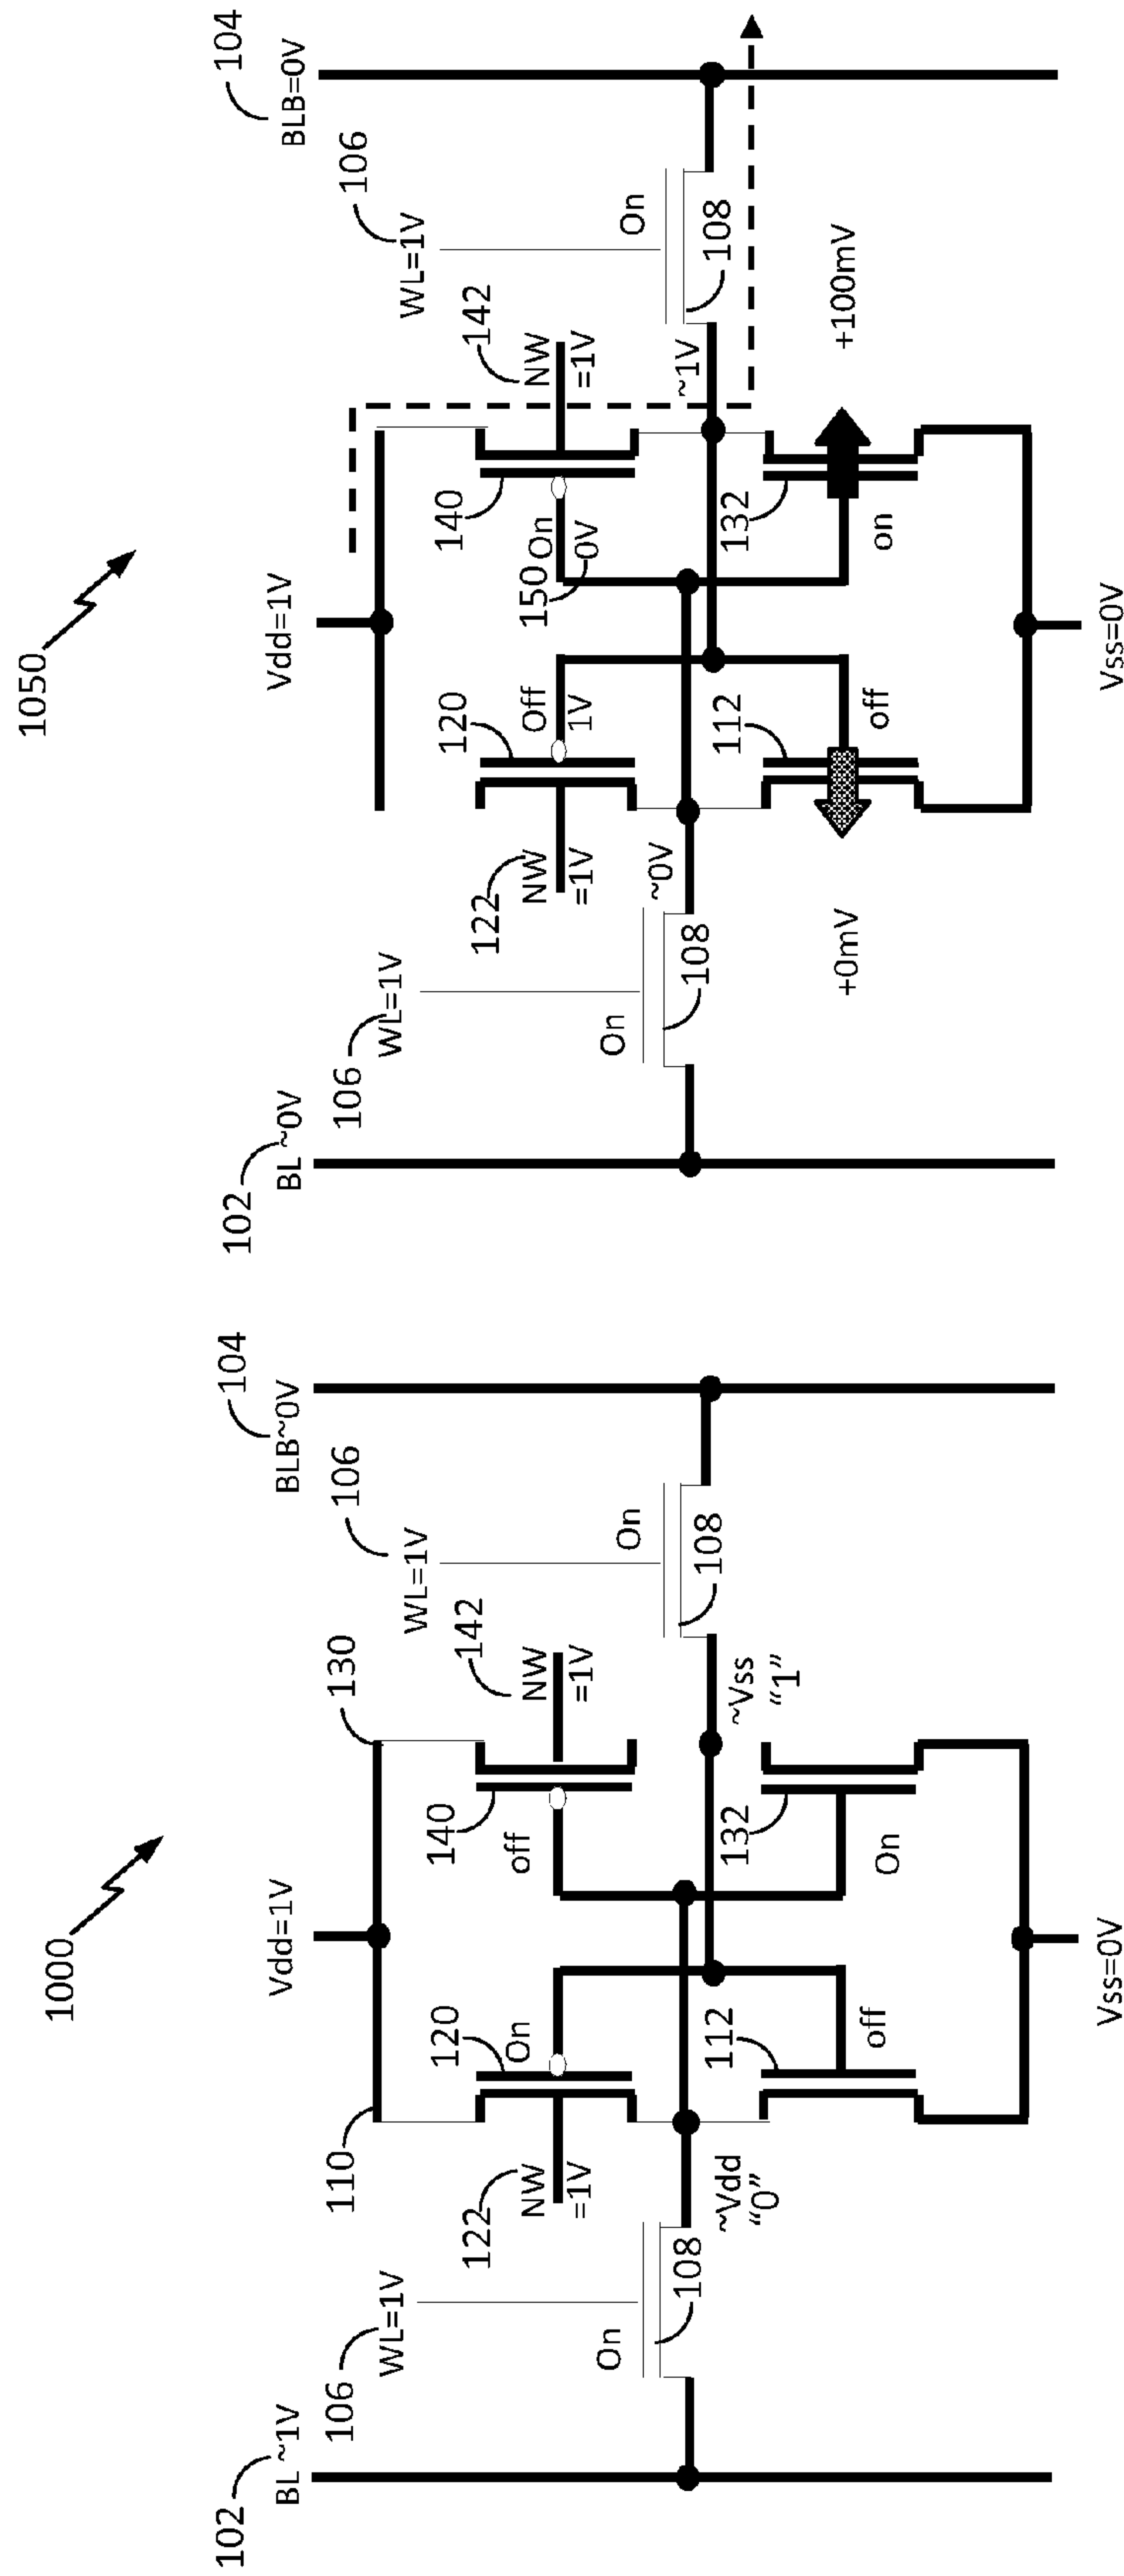 1000
102
BL ~1V
106
WL=1V
On
108
110
Vdd=1V
130
122
NW
=1V
120
On
~Vdd
"0"
112
off
140
off
142
NW
=1V
132
On
~Vss
"1"
106
WL=1V
On
108
104
BLB~0V
Vss=0V
1050
102
BL ~0V
106
WL=1V
On
108
Vdd=1V
122
NW
=1V
120
Off
1V
~0V
112
off
+0mV
140
On
150
0V
142
NW
=1V
132
on
~1V
+100mV
106
WL=1V
On
108
104
BLB=0V
Vss=0V